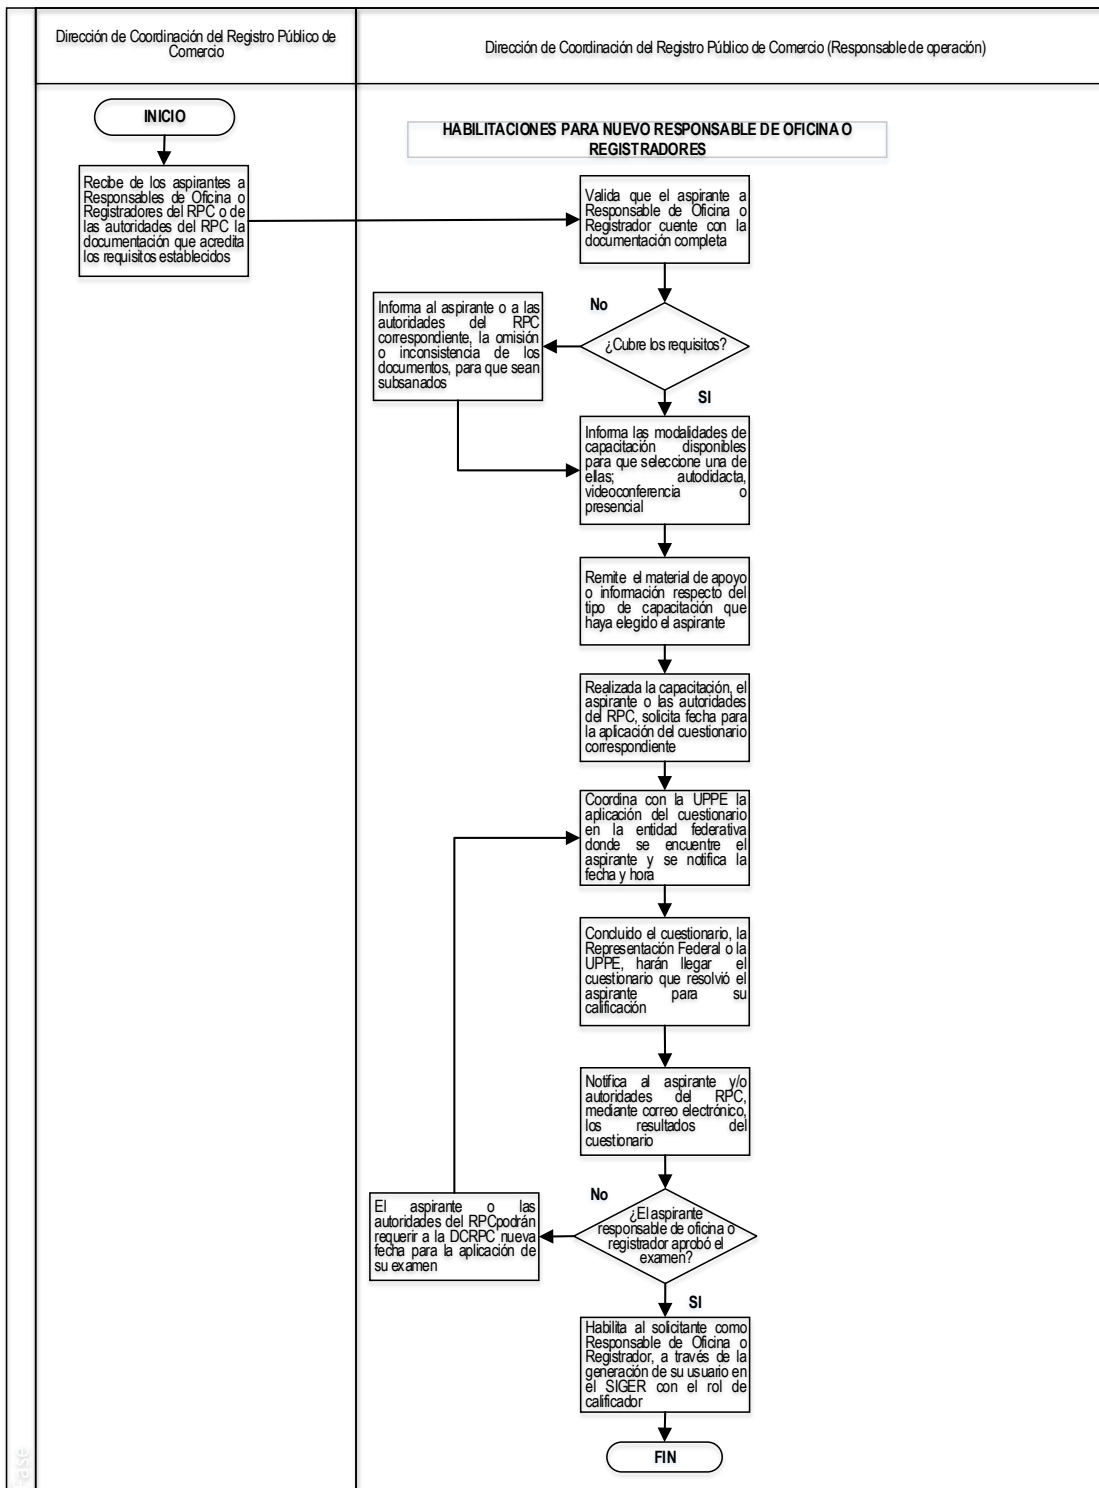 Dirección de Coordinación del Registro Público de
Comercio
Dirección de Coordinación del Registro Público de Comercio (Responsable de operación)
INICIO
HABILITACIONES PARA NUEVO RESPONSABLE DE OFICINA O
REGISTRADORES
Recibe de los aspirantes a
Responsables de Oficina o
Registradores del RPC o de
las autoridades del RPC la
documentación que acredita
los requisitos establecidos
Valida que el aspirante a
Responsable de Oficina o
Registrador cuente con la
documentación completa
No
Informa al aspirante o a las
autoridades del RPC
correspondiente, la omisión
o inconsistencia de los
documentos, para que sean
subsanados
¿Cubre los requisitos?
SI
Informa las modalidades de
capacitación disponibles
para que seleccione una de
ellas; autodidacta,
videoconferencia o
presencial
Remite el material de apoyo
o información respecto del
tipo de capacitación que
haya elegido el aspirante
Realizada la capacitación, el
aspirante o las autoridades
del RPC, solicita fecha para
la aplicación del cuestionario
correspondiente
Coordina con la UPPE la
aplicación del cuestionario
en la entidad federativa
donde se encuentre el
aspirante y se notifica la
fecha y hora
Concluido el cuestionario, la
Representación Federal o la
UPPE, harán llegar el
cuestionario que resolvió el
aspirante para su
calificación
Notifica al aspirante y/o
autoridades del RPC,
mediante correo electrónico,
los resultados del
cuestionario
No
El aspirante o las
autoridades del RPCpodrán
requerir a la DCRPC nueva
fecha para la aplicación de
su examen
¿El aspirante
responsable de oficina o
registrador aprobó el
examen?
SI
Habilita al solicitante como
Responsable de Oficina o
Registrador, a través de la
generación de su usuario en
el SIGER con el rol de
calificador
FIN
Fase